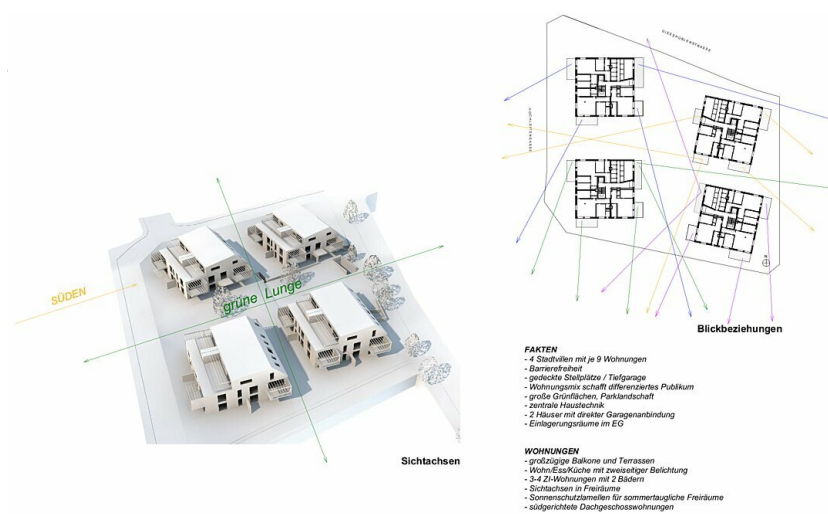 SÜDEN
grüne Lunge
Sichtachsen
Blickbeziehungen
FAKTEN
- 4 Stadtvillen mit je 9 Wohnungen
- Barrierefreiheit
- gedeckte Stellplätze / Tiefgarage
- Wohnungsmix schafft differenziertes Publikum
- große Grünflächen, Parklandschaft
- zentrale Haustechnik
- 2 Häuser mit direkter Garagenanbindung
- Einlagerungsräume im EG
WOHNUNGEN
- großzügige Balkone und Terrassen
- Wohn/Ess/Küche mit zweiseitiger Belichtung
- 3-4 ZI-Wohnungen mit 2 Bädern
- Sichtachsen in Freiräume
- Sonnenschutzlamellen für sommertaugliche Freiräume
- südgerichtete Dachgeschosswohnungen